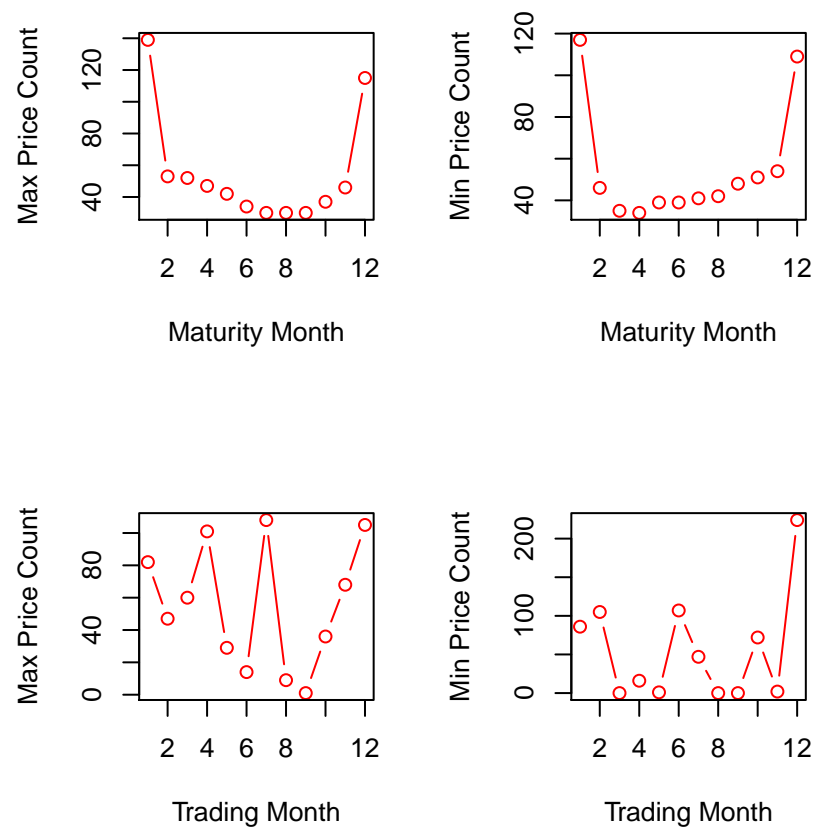 Max Price Count
40 80 120
2 4 6 8 12
Maturity Month
Min Price Count
40 80 120
2 4 6 8 12
Maturity Month
Max Price Count
0 40 80
2 4 6 8 12
Trading Month
Min Price Count
0 100 200
2 4 6 8 12
Trading Month